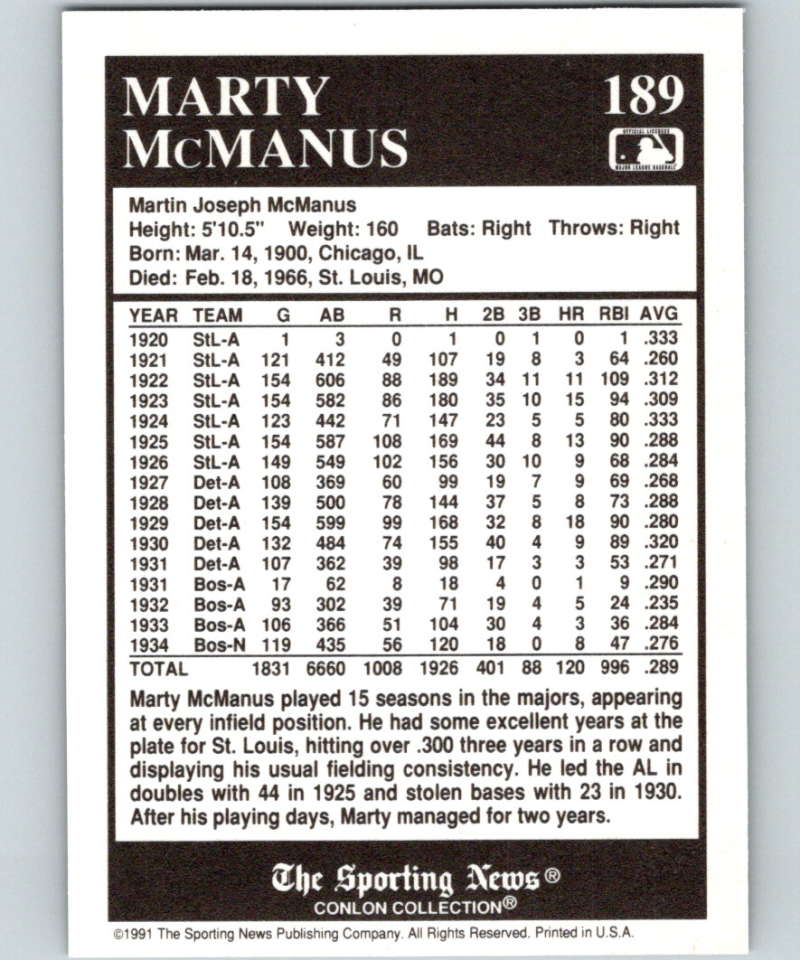 MARTY 189
McMANUS
OFFICIAL LICENSEE
MAJOR LEAGUE BASEBALL
Martin Joseph McManus
Height: 5'10.5" Weight: 160 Bats: Right Throws: Right
Born: Mar. 14, 1900, Chicago, IL
Died: Feb. 18, 1966, St. Louis, MO
YEAR TEAM G AB R H 2B 3B HR RBI AVG
1920 StL-A 1 3 0 1 0 1 0 1 .333
1921 StL-A 121 412 49 107 19 8 3 64 .260
1922 StL-A 154 606 88 189 34 11 11 109 .312
1923 StL-A 154 582 86 180 35 10 15 94 .309
1924 StL-A 123 442 71 147 23 5 5 80 .333
1925 StL-A 154 587 108 169 44 8 13 90 .288
1926 StL-A 149 549 102 156 30 10 9 68 .284
1927 Det-A 108 369 60 99 19 7 9 69 .268
1928 Det-A 139 500 78 144 37 5 8 73 .288
1929 Det-A 154 599 99 168 32 8 18 90 .280
1930 Det-A 132 484 74 155 40 4 9 89 .320
1931 Det-A 107 362 39 98 17 3 3 53 .271
1931 Bos-A 17 62 8 18 4 0 1 9 .290
1932 Bos-A 93 302 39 71 19 4 5 24 .235
1933 Bos-A 106 366 51 104 30 4 3 36 .284
1934 Bos-N 119 435 56 120 18 0 8 47 .276
TOTAL 1831 6660 1008 1926 401 88 120 996 .289
Marty McManus played 15 seasons in the majors, appearing
at every infield position. He had some excellent years at the
plate for St. Louis, hitting over .300 three years in a row and
displaying his usual fielding consistency. He led the AL in
doubles with 44 in 1925 and stolen bases with 23 in 1930.
After his playing days, Marty managed for two years.
The Sporting News®
CONLON COLLECTION®
©1991 The Sporting News Publishing Company. All Rights Reserved. Printed in U.S.A.